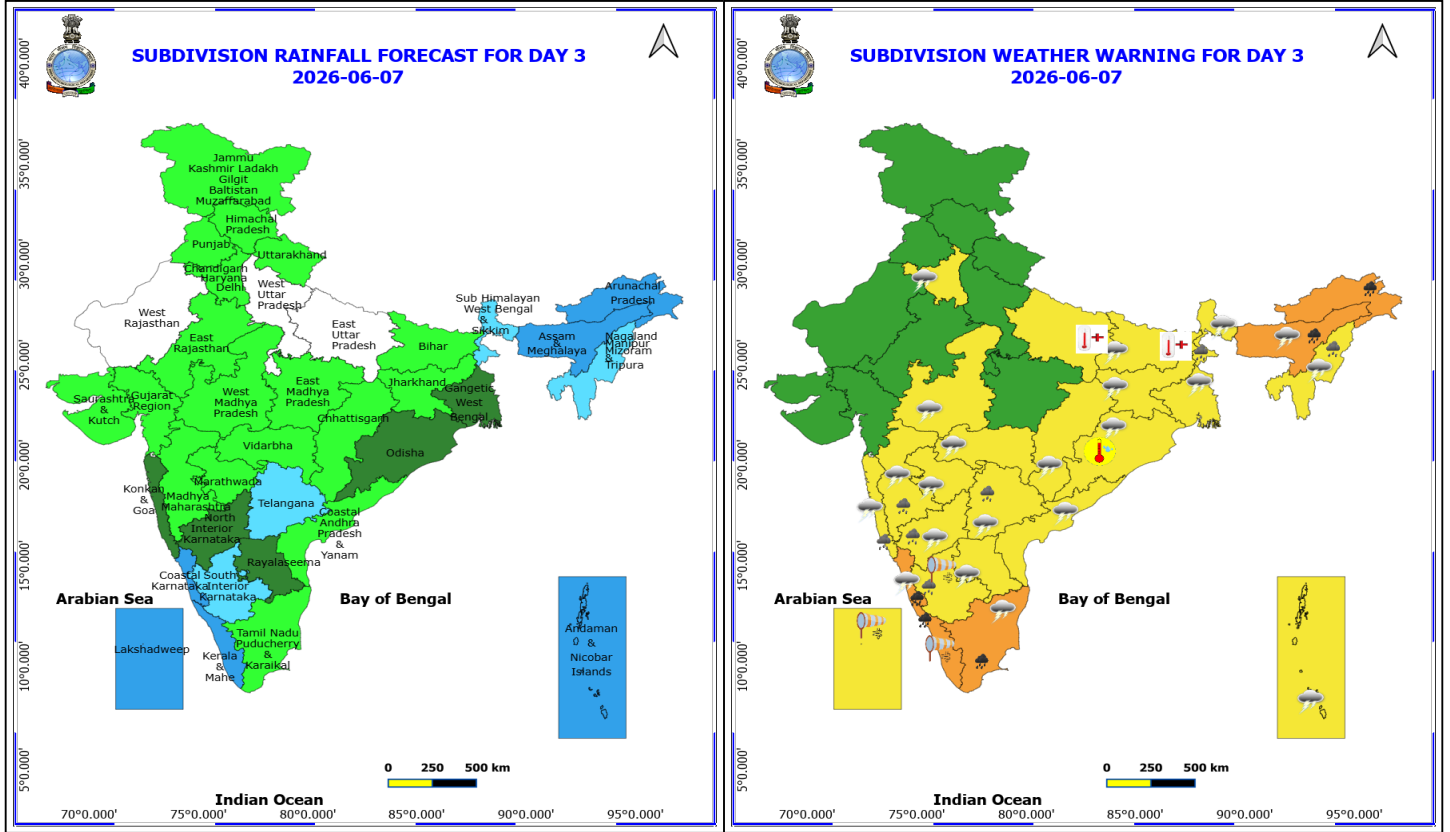 SUBDIVISION RAINFALL FORECAST FOR DAY 3
2026-06-07
40°0.000'
35°0.000'
30°0.000'
25°0.000'
20°0.000'
15°0.000'
10°0.000'
5°0.000'
Jammu
Kashmir Ladakh
Gilgit
Baltistan
Muzaffarabad
Himachal
Pradesh
Punjab
Uttarakhand
Chandigarh
Haryana
Delhi
West
Uttar
Pradesh
West
Rajasthan
East
Rajasthan
East
Uttar
Pradesh
Bihar
Sub Himalayan
West Bengal
&
Sikkim
Arunachal
Pradesh
Assam
&
Meghalaya
Nagaland
Manipur
Mizoram
&
Tripura
Saurashtra
&
Kutch
Gujarat
Region
West
Madhya
Pradesh
East
Madhya
Pradesh
Jharkhand
Gangetic
West
Bengal
Chhattisgarh
Odisha
Vidarbha
Konkan
&
Goa
Madhya
Maharashtra
Marathwada
Telangana
North
Interior
Karnataka
Coastal
Andhra
Pradesh
&
Yanam
Rayalaseema
Coastal
Karnataka
South
Interior
Karnataka
Arabian Sea
Bay of Bengal
Lakshadweep
Kerala
&
Mahe
Tamil Nadu
Puducherry
&
Karaikal
Andaman
&
Nicobar
Islands
0 250 500 km
Indian Ocean
70°0.000' 75°0.000' 80°0.000' 85°0.000' 90°0.000' 95°0.000'
SUBDIVISION WEATHER WARNING FOR DAY 3
2026-06-07
40°0.000'
35°0.000'
30°0.000'
25°0.000'
20°0.000'
15°0.000'
10°0.000'
5°0.000'
Arabian Sea
Bay of Bengal
0 250 500 km
Indian Ocean
70°0.000' 75°0.000' 80°0.000' 85°0.000' 90°0.000' 95°0.000'